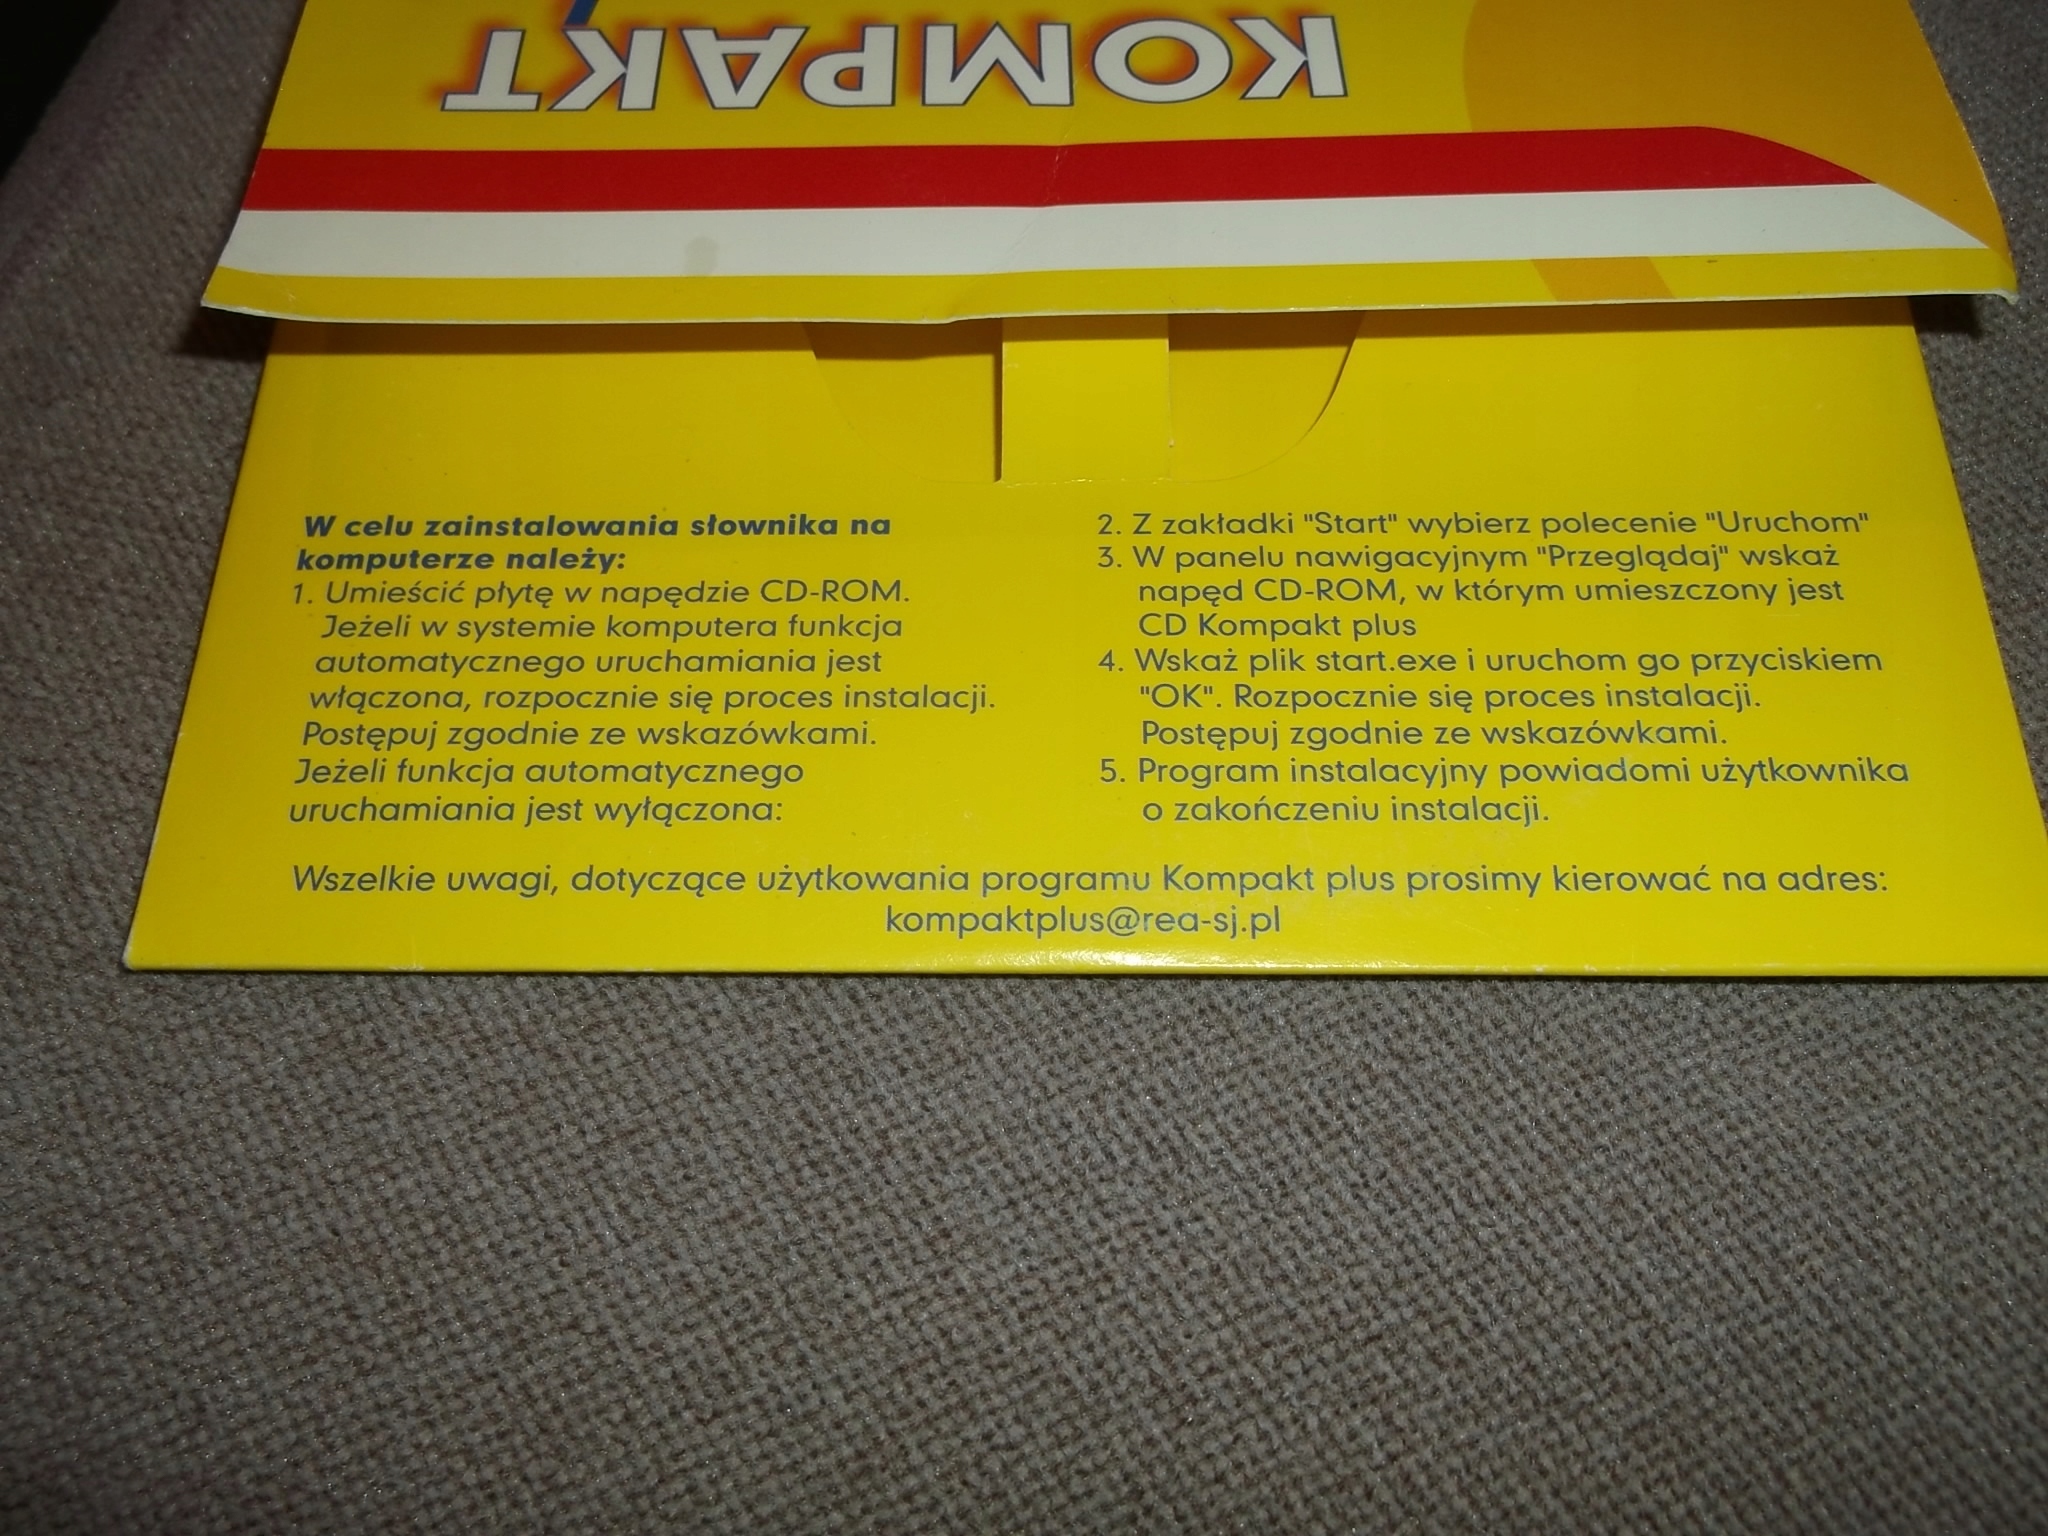 KOMPAKT
W celu zainstalowania słownika na
komputerze należy:
1. Umieścić płytę w napędzie CD-ROM.
Jeżeli w systemie komputera funkcja
automatycznego uruchamiania jest
włączona, rozpocznie się proces instalacji.
Postępuj zgodnie ze wskazówkami.
Jeżeli funkcja automatycznego
uruchamiania jest wyłączona:
2. Z zakładki "Start" wybierz polecenie "Uruchom"
3. W panelu nawigacyjnym "Przeglądaj" wskaż
napęd CD-ROM, w którym umieszczony jest
CD Kompakt plus
4. Wskaż plik start.exe i uruchom go przyciskiem
"OK". Rozpocznie się proces instalacji.
Postępuj zgodnie ze wskazówkami.
5. Program instalacyjny powiadomi użytkownika
o zakończeniu instalacji.
Wszelkie uwagi, dotyczące użytkowania programu Kompakt plus prosimy kierować na adres:
kompaktplus@rea-sj.pl